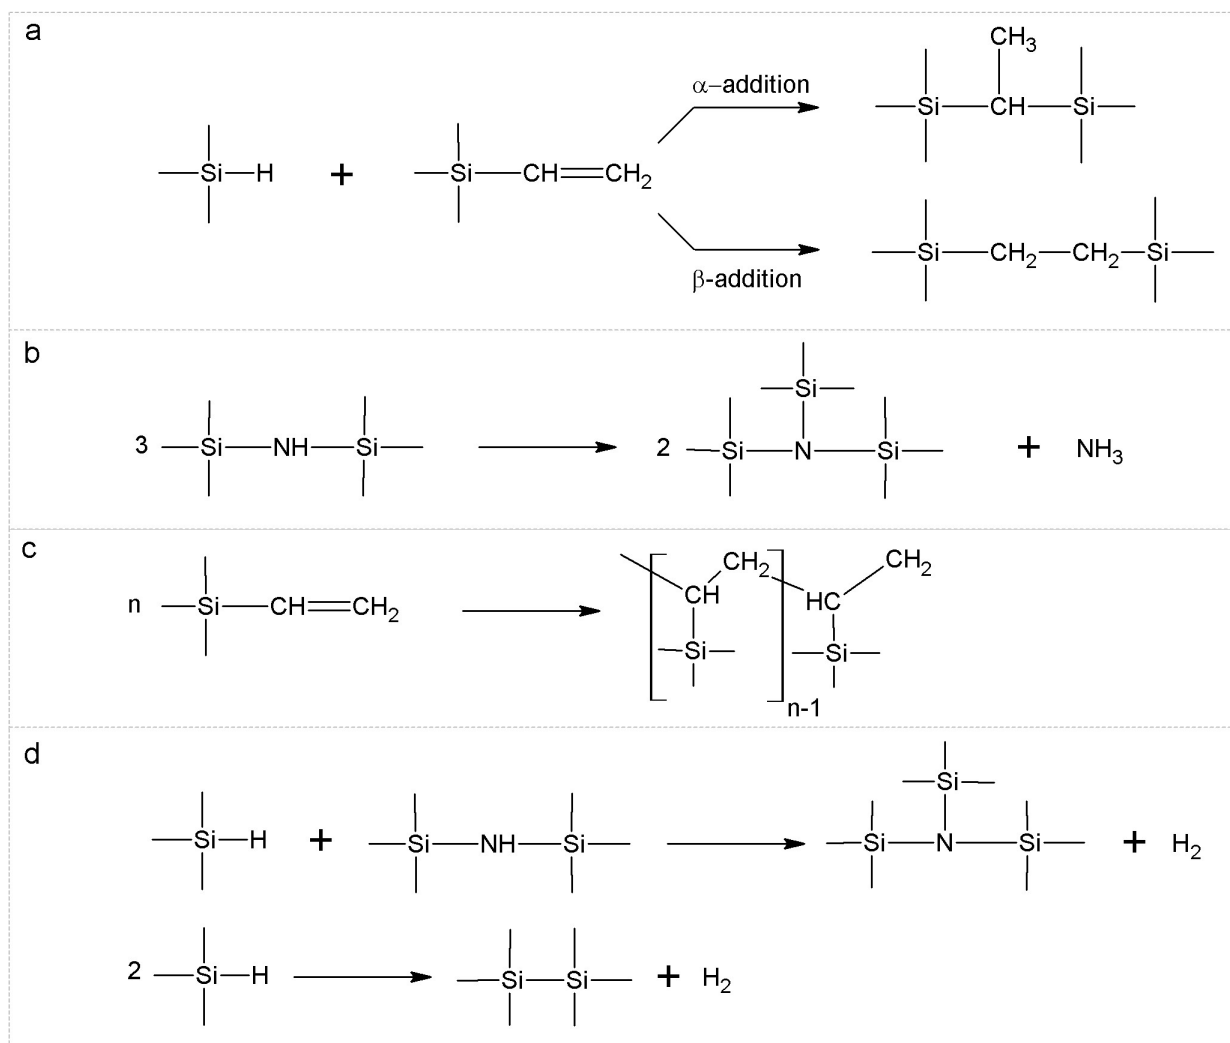 a
Si—H + Si—CH=CH₂
α–addition
CH₃
Si—CH—Si
β-addition
Si—CH₂—CH₂—Si
b
3 Si—NH—Si → 2 Si—N—Si + NH₃
Si
c
n Si—CH=CH₂
CH₂ CH Si n-1
CH₂ HC Si
d
Si—H + Si—NH—Si → Si—N—Si + H₂
Si
2 Si—H → Si—Si + H₂